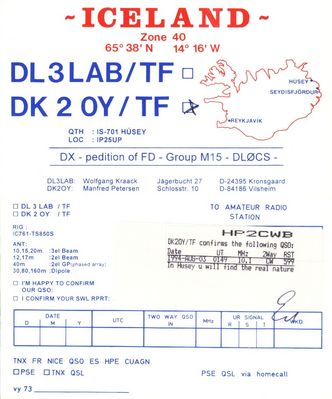 - ICELAND -
Zone 40
65° 38' N 14° 16' W
DL3LAB/TF
DK2OY/TF
HÚSEY
SEYDISFJÖRDUR
REYKJAVÍK
QTH : IS-701 HÚSEY
LOC : IP25UP
DX - pedition of FD - Group M15 - DLØCS -
DL3LAB: Wolfgang Kraack Jägerbucht 27 D-24395 Kronsgaard
DK2OY: Manfred Petersen Schlosstr. 10 D-84186 Vilsheim
DL 3 LAB / TF
DK 2 OY / TF
TO AMATEUR RADIO
STATION
RIG:
IC761-TS850S
HP2CWB
DK2OY/TF confirms the following QSO:
Date UT MHz 2Way RST
1994-AUG-03 0149 10.1 CW 599
In Husey u will find the real nature
ANT:
10,15,20m: 3el Beam
12,17m : 2el Beam
40m : 2el GP(phased array)
30,80,160m: Dipole
I'M HAPPY TO CONFIRM
OUR QSO:
I CONFIRM YOUR SWL RPRT:
D M Y UTC TWO WAY QSO IN UR SIGNAL WKD
MHz R S T
TNX FR NICE QSO ES HPE CUAGN
PSE TNX QSL PSE QSL via homecall
vy 73